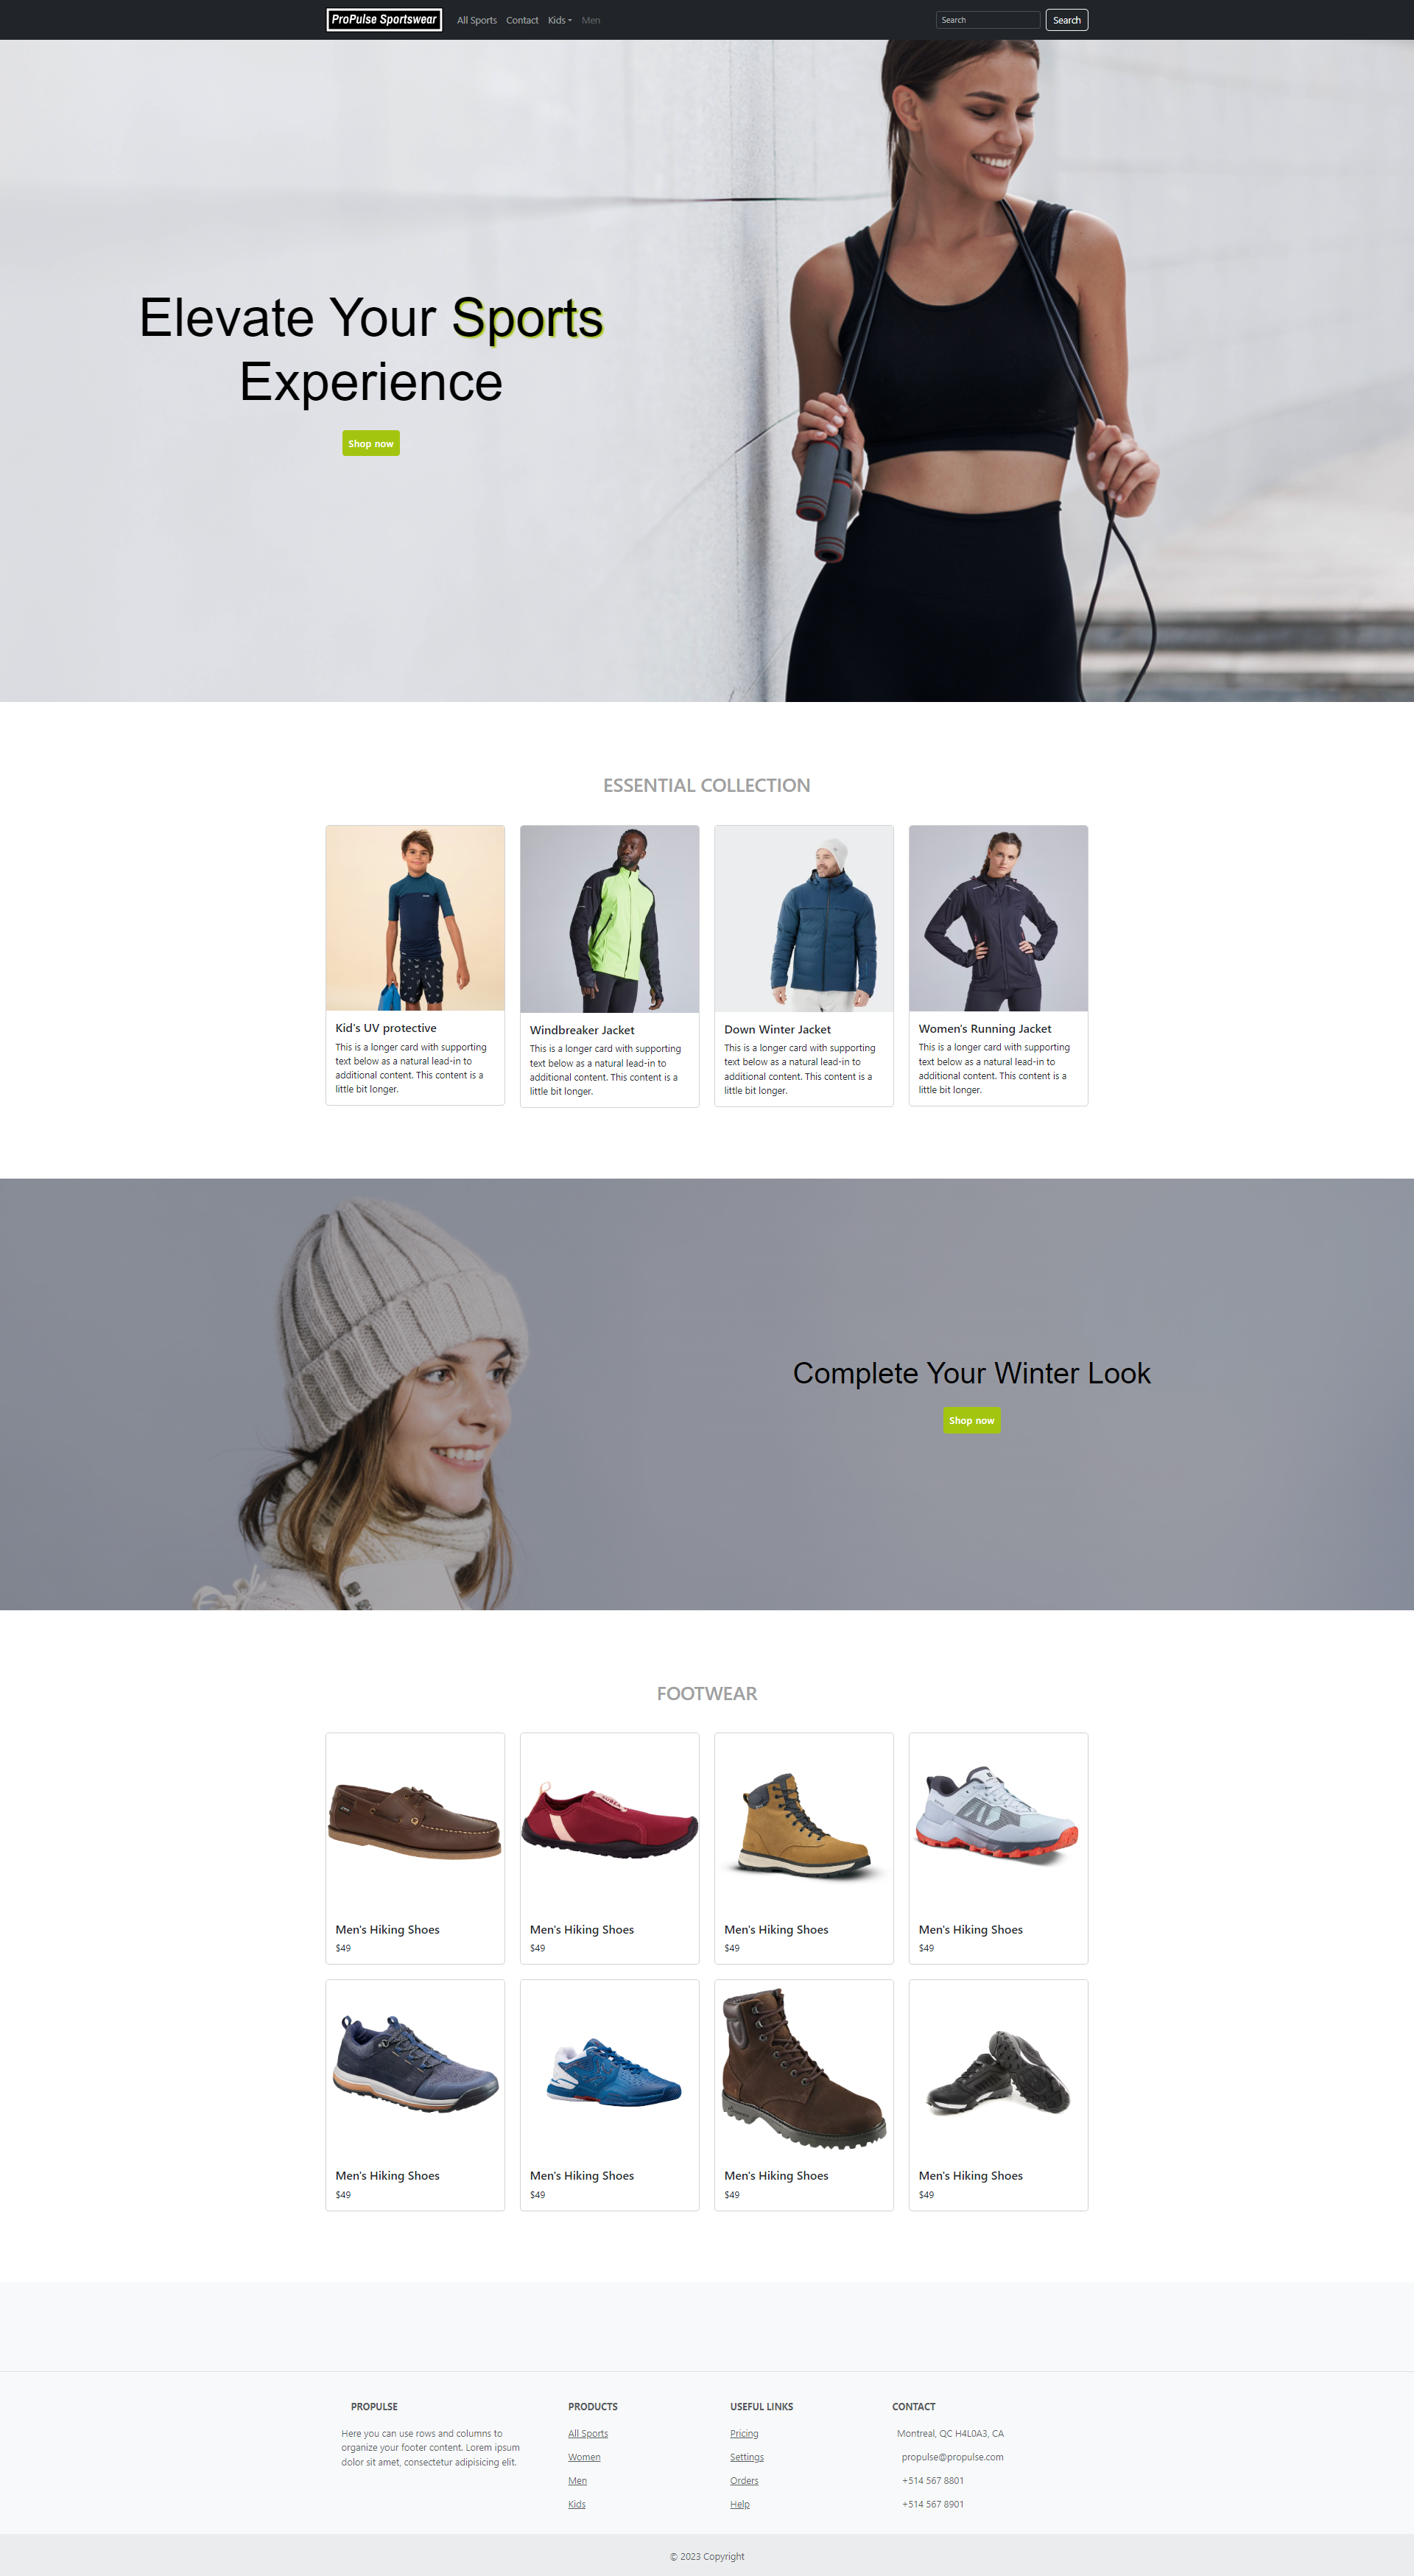 ProPulse Sportswear
All Sports
Contact
Kids
Men
Search
Search
Elevate Your Sports
Experience
Shop now
ESSENTIAL COLLECTION
Kid's UV protective
This is a longer card with supporting
text below as a natural lead-in to
additional content. This content is a
little bit longer.
Windbreaker Jacket
This is a longer card with supporting
text below as a natural lead-in to
additional content. This content is a
little bit longer.
Down Winter Jacket
This is a longer card with supporting
text below as a natural lead-in to
additional content. This content is a
little bit longer.
Women's Running Jacket
This is a longer card with supporting
text below as a natural lead-in to
additional content. This content is a
little bit longer.
Complete Your Winter Look
Shop now
FOOTWEAR
Men's Hiking Shoes
$49
Men's Hiking Shoes
$49
Men's Hiking Shoes
$49
Men's Hiking Shoes
$49
Men's Hiking Shoes
$49
Men's Hiking Shoes
$49
Men's Hiking Shoes
$49
Men's Hiking Shoes
$49
PROPULSE
Here you can use rows and columns to
organize your footer content. Lorem ipsum
dolor sit amet, consectetur adipisicing elit.
PRODUCTS
All Sports
Women
Men
Kids
USEFUL LINKS
Pricing
Settings
Orders
Help
CONTACT
Montreal, QC H4L0A3, CA
propulse@propulse.com
+514 567 8801
+514 567 8901
© 2023 Copyright